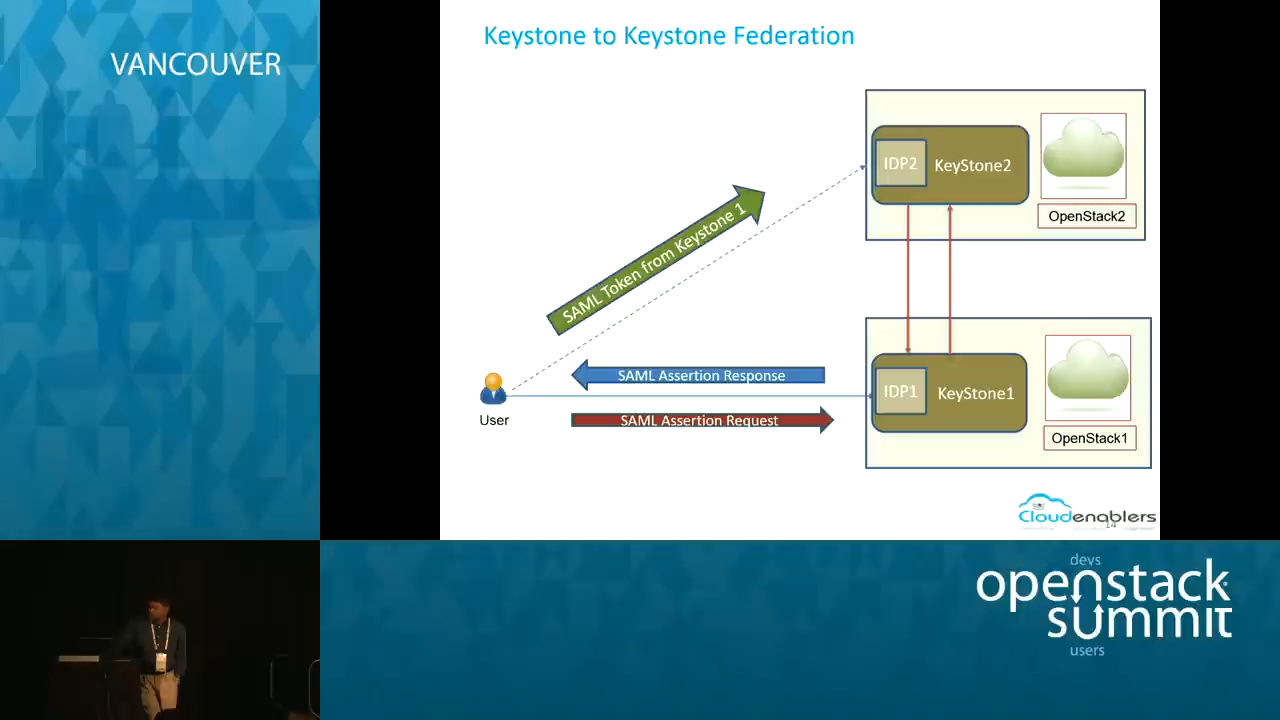 VANCOUVER
Keystone to Keystone Federation
IDP2
KeyStone2
OpenStack2
SAML Token from Keystone 1
SAML Assertion Response
User
SAML Assertion Request
IDP1
KeyStone1
OpenStack1
Cloudenablers
14
devs
openstack
summit
users